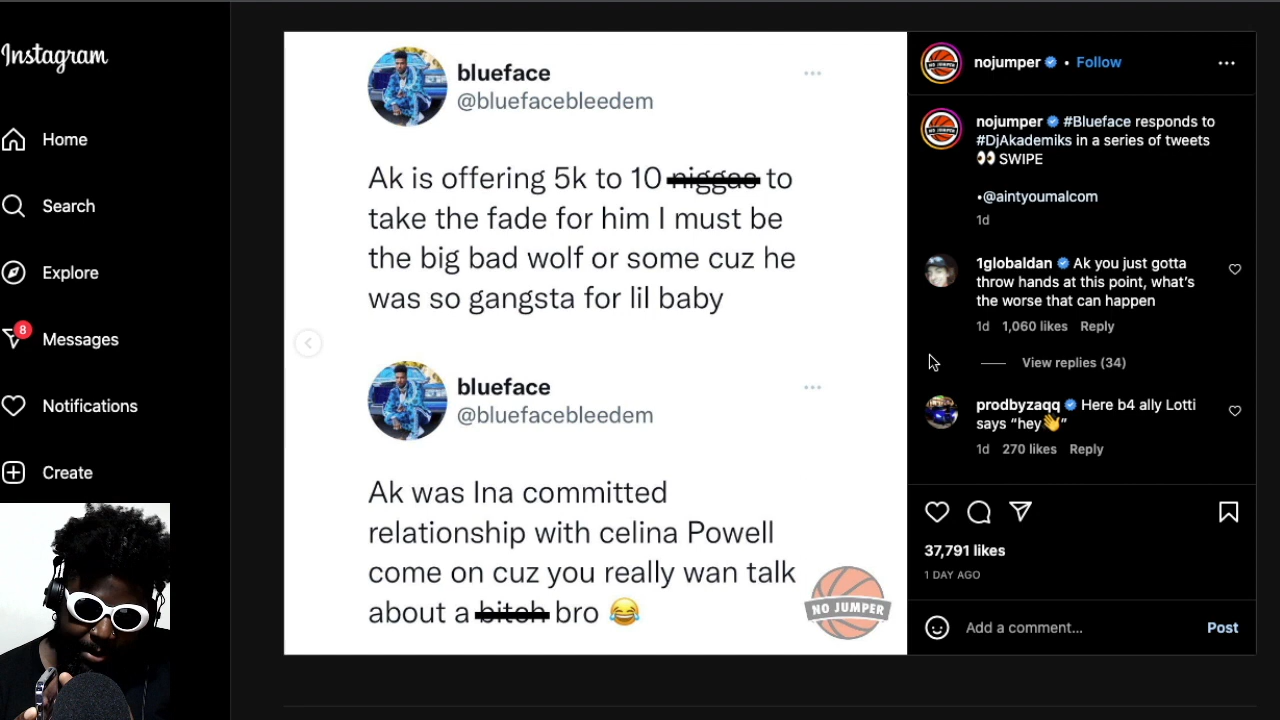 Instagram
Home
Search
Explore
8
Messages
Notifications
Create
blueface
@bluefacebleedem
Ak is offering 5k to 10 niggas to
take the fade for him I must be
the big bad wolf or some cuz he
was so gangsta for lil baby
blueface
@bluefacebleedem
Ak was Ina committed
relationship with celina Powell
come on cuz you really wan talk
about a bitch bro 😂
NO JUMPER
nojumper • Follow
nojumper #Blueface responds to
#DjAkademiks in a series of tweets
👀 SWIPE
•@aintyoumalcom
1d
1globaldan Ak you just gotta
throw hands at this point, what's
the worse that can happen
1d 1,060 likes Reply
View replies (34)
prodbyzaqq Here b4 ally Lotti
says “hey👋”
1d 270 likes Reply
37,791 likes
1 DAY AGO
Add a comment... Post